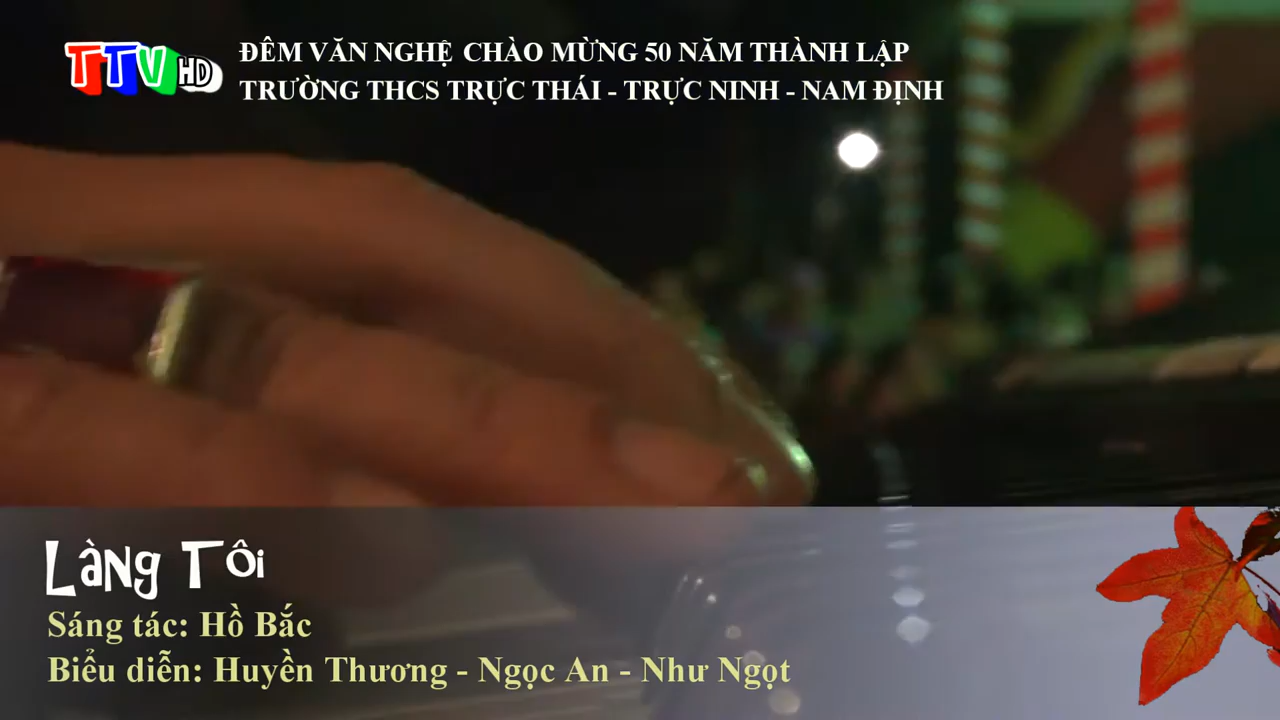 TTV HD
ĐÊM VĂN NGHỆ CHÀO MỪNG 50 NĂM THÀNH LẬP
TRƯỜNG THCS TRỰC THÁI - TRỰC NINH - NAM ĐỊNH
Làng Tôi
Sáng tác: Hồ Bắc
Biểu diễn: Huyền Thương - Ngọc An - Như Ngọt